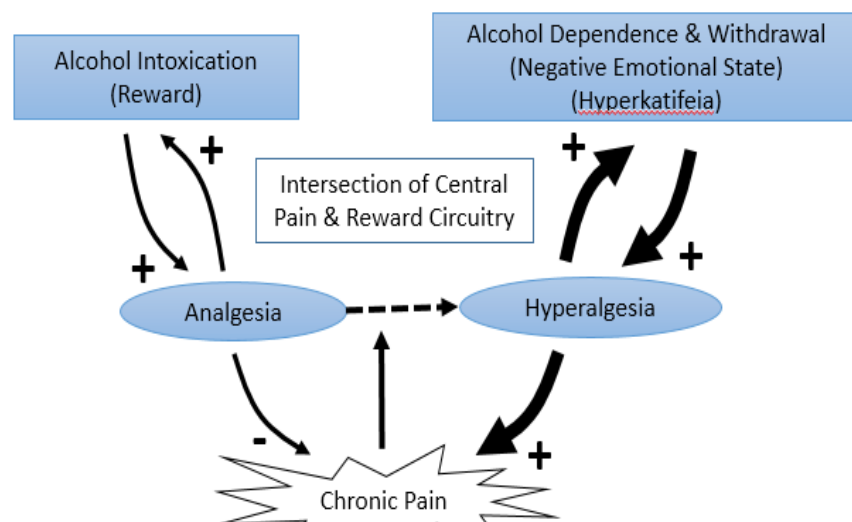 Alcohol Intoxication
(Reward)
Alcohol Dependence & Withdrawal
(Negative Emotional State)
(Hyperkatifeia)
+
+
Intersection of Central
Pain & Reward Circuitry
+
+
Analgesia
Hyperalgesia
-
+
Chronic Pain